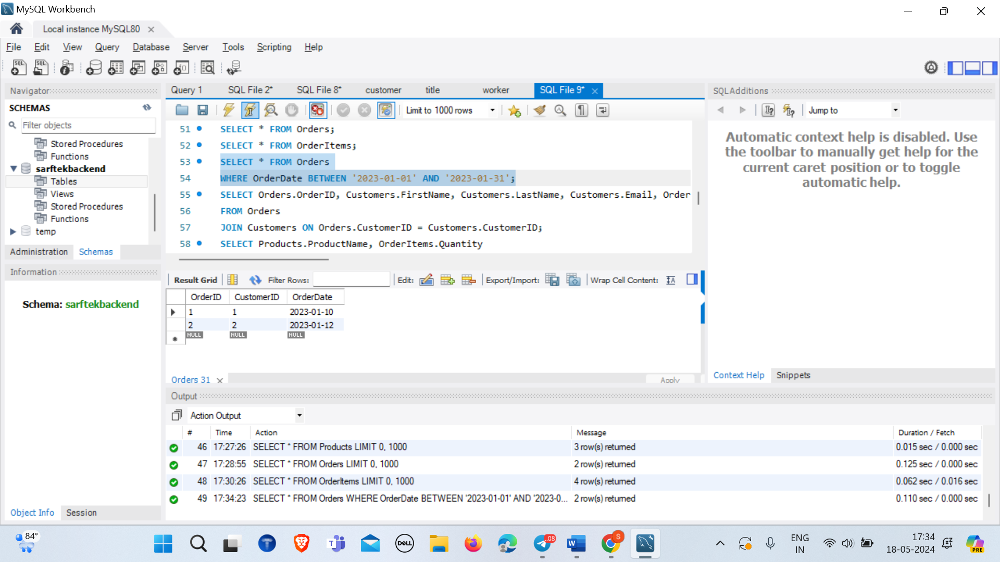 MySQL Workbench
Local instance MySQL80
File Edit View Query Database Server Tools Scripting Help
Navigator
SCHEMAS
Filter objects
Stored Procedures
Functions
sarftekbackend
Tables
Views
Stored Procedures
Functions
temp
Administration Schemas
Information
Schema: sarftekbackend
Object Info Session
Query 1 SQL File 2* SQL File 8* customer title worker SQL File 9*
Limit to 1000 rows
51 SELECT * FROM Orders;
52 SELECT * FROM OrderItems;
53 SELECT * FROM Orders
54 WHERE OrderDate BETWEEN '2023-01-01' AND '2023-01-31';
55 SELECT Orders.OrderID, Customers.FirstName, Customers.LastName, Customers.Email, Order
56 FROM Orders
57 JOIN Customers ON Orders.CustomerID = Customers.CustomerID;
58 SELECT Products.ProductName, OrderItems.Quantity
Result Grid Filter Rows: Edit: Export/Import: Wrap Cell Content:
OrderID CustomerID OrderDate
1 1 2023-01-10
2 2 2023-01-12
NULL NULL NULL
Orders 31 Apply
SQLAdditions
Jump to
Automatic context help is disabled. Use
the toolbar to manually get help for the
current caret position or to toggle
automatic help.
Context Help Snippets
Output
Action Output
# Time Action Message Duration / Fetch
46 17:27:26 SELECT * FROM Products LIMIT 0, 1000 3 row(s) returned 0.015 sec / 0.000 sec
47 17:28:55 SELECT * FROM Orders LIMIT 0, 1000 2 row(s) returned 0.125 sec / 0.000 sec
48 17:30:26 SELECT * FROM OrderItems LIMIT 0, 1000 4 row(s) returned 0.062 sec / 0.016 sec
49 17:34:23 SELECT * FROM Orders WHERE OrderDate BETWEEN '2023-01-01' AND '2023-0... 2 row(s) returned 0.110 sec / 0.000 sec
84°
T
DELL
..08
W
S
ENG
IN
17:34
18-05-2024
PRE